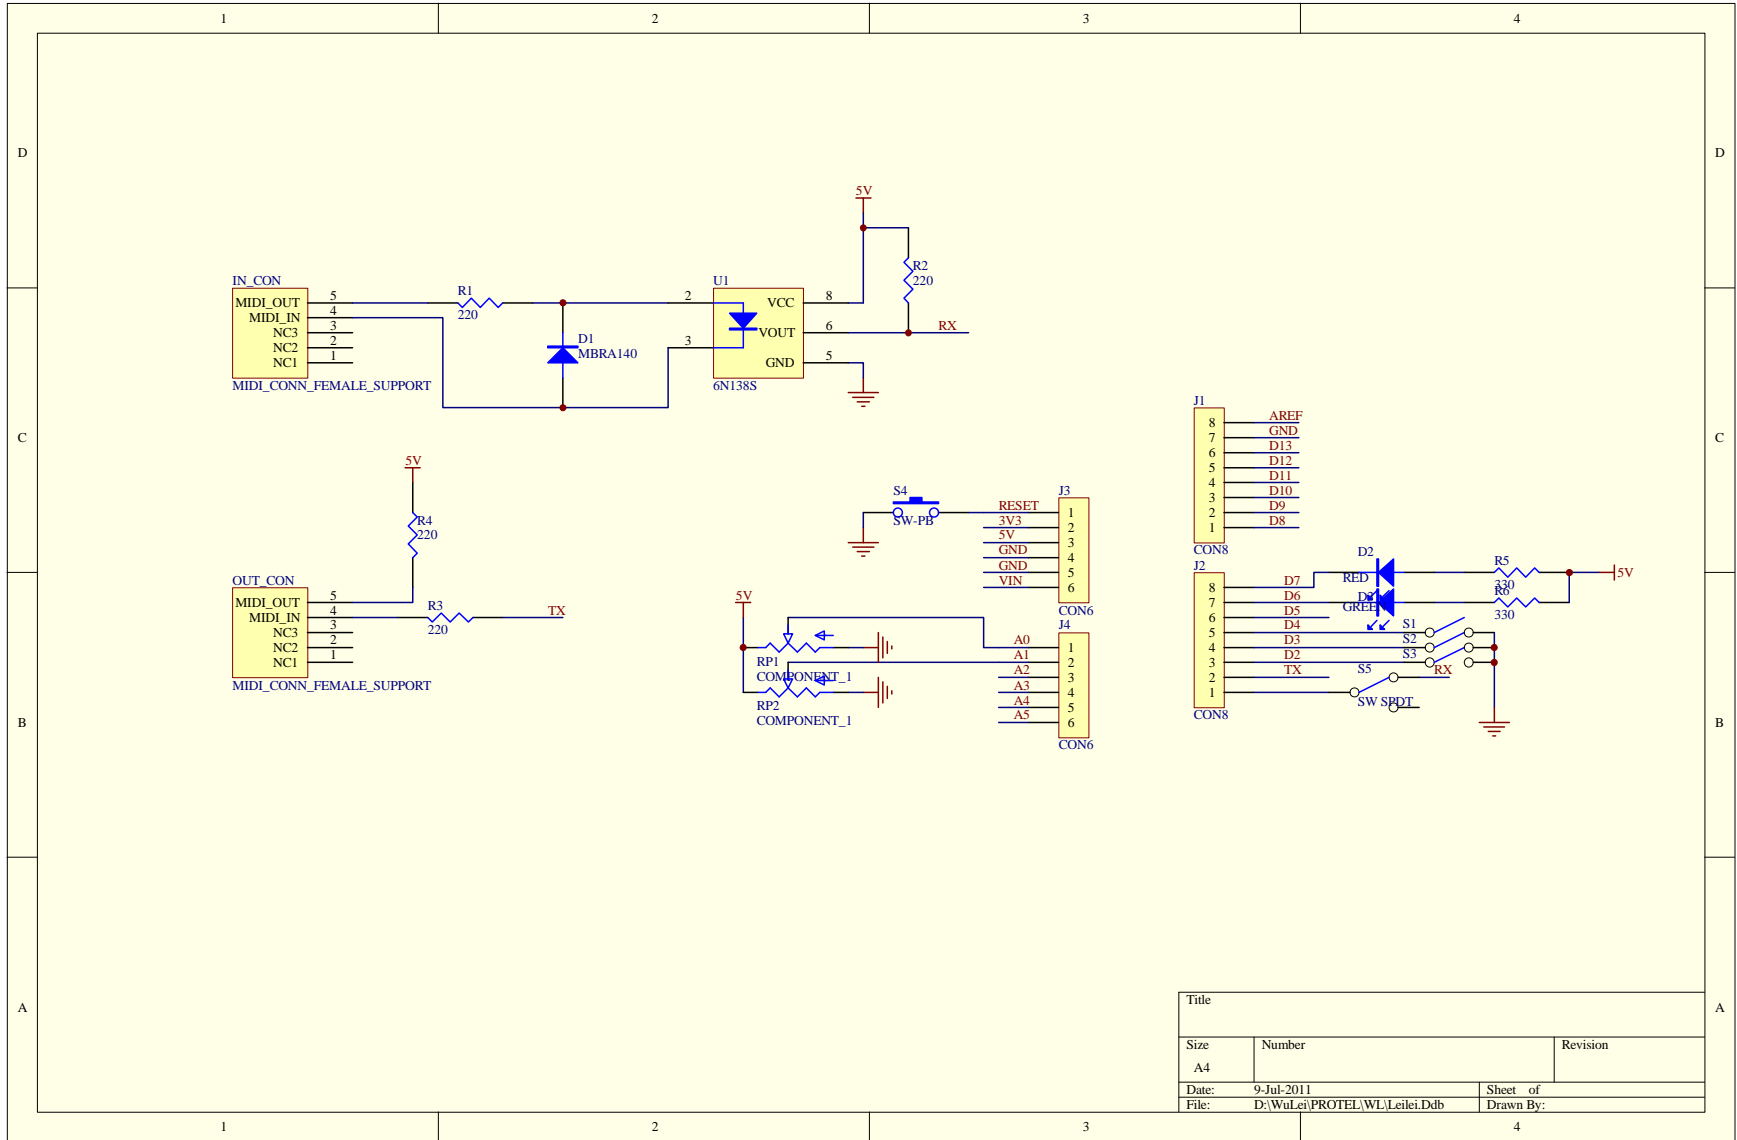 1 2 3 4
D D
C C
B B
A A
5V
IN_CON
MIDI_OUT 5
MIDI_IN 4
NC3 3
NC2 2
NC1 1
MIDI_CONN_FEMALE_SUPPORT
R1
220
D1
MBRA140
U1
2 VCC 8
VOUT 6
3
GND 5
6N138S
R2
220
RX
5V
R4
220
OUT_CON
MIDI_OUT 5
MIDI_IN 4
NC3 3
NC2 2
NC1 1
MIDI_CONN_FEMALE_SUPPORT
R3
220
TX
S4
SW-PB
J3
RESET 1
3V3 2
5V 3
GND 4
GND 5
VIN 6
CON6
5V
RP1
COMPONENT_1
RP2
COMPONENT_1
J4
A0 1
A1 2
A2 3
A3 4
A4 5
A5 6
CON6
J1
8 AREF
7 GND
6 D13
5 D12
4 D11
3 D10
2 D9
1 D8
CON8
J2
8 D7
7 D6
6 D5
5 D4
4 D3
3 D2
2 TX
1
CON8
D2
RED
D3
GREE
R5
330
R6
330
5V
S1
S2
S3
S5
RX
SW SPDT
Title
Size Number Revision
A4
Date: 9-Jul-2011 Sheet of
File: D:\WuLei\PROTEL\WL\Leilei.Ddb Drawn By:
1 2 3 4